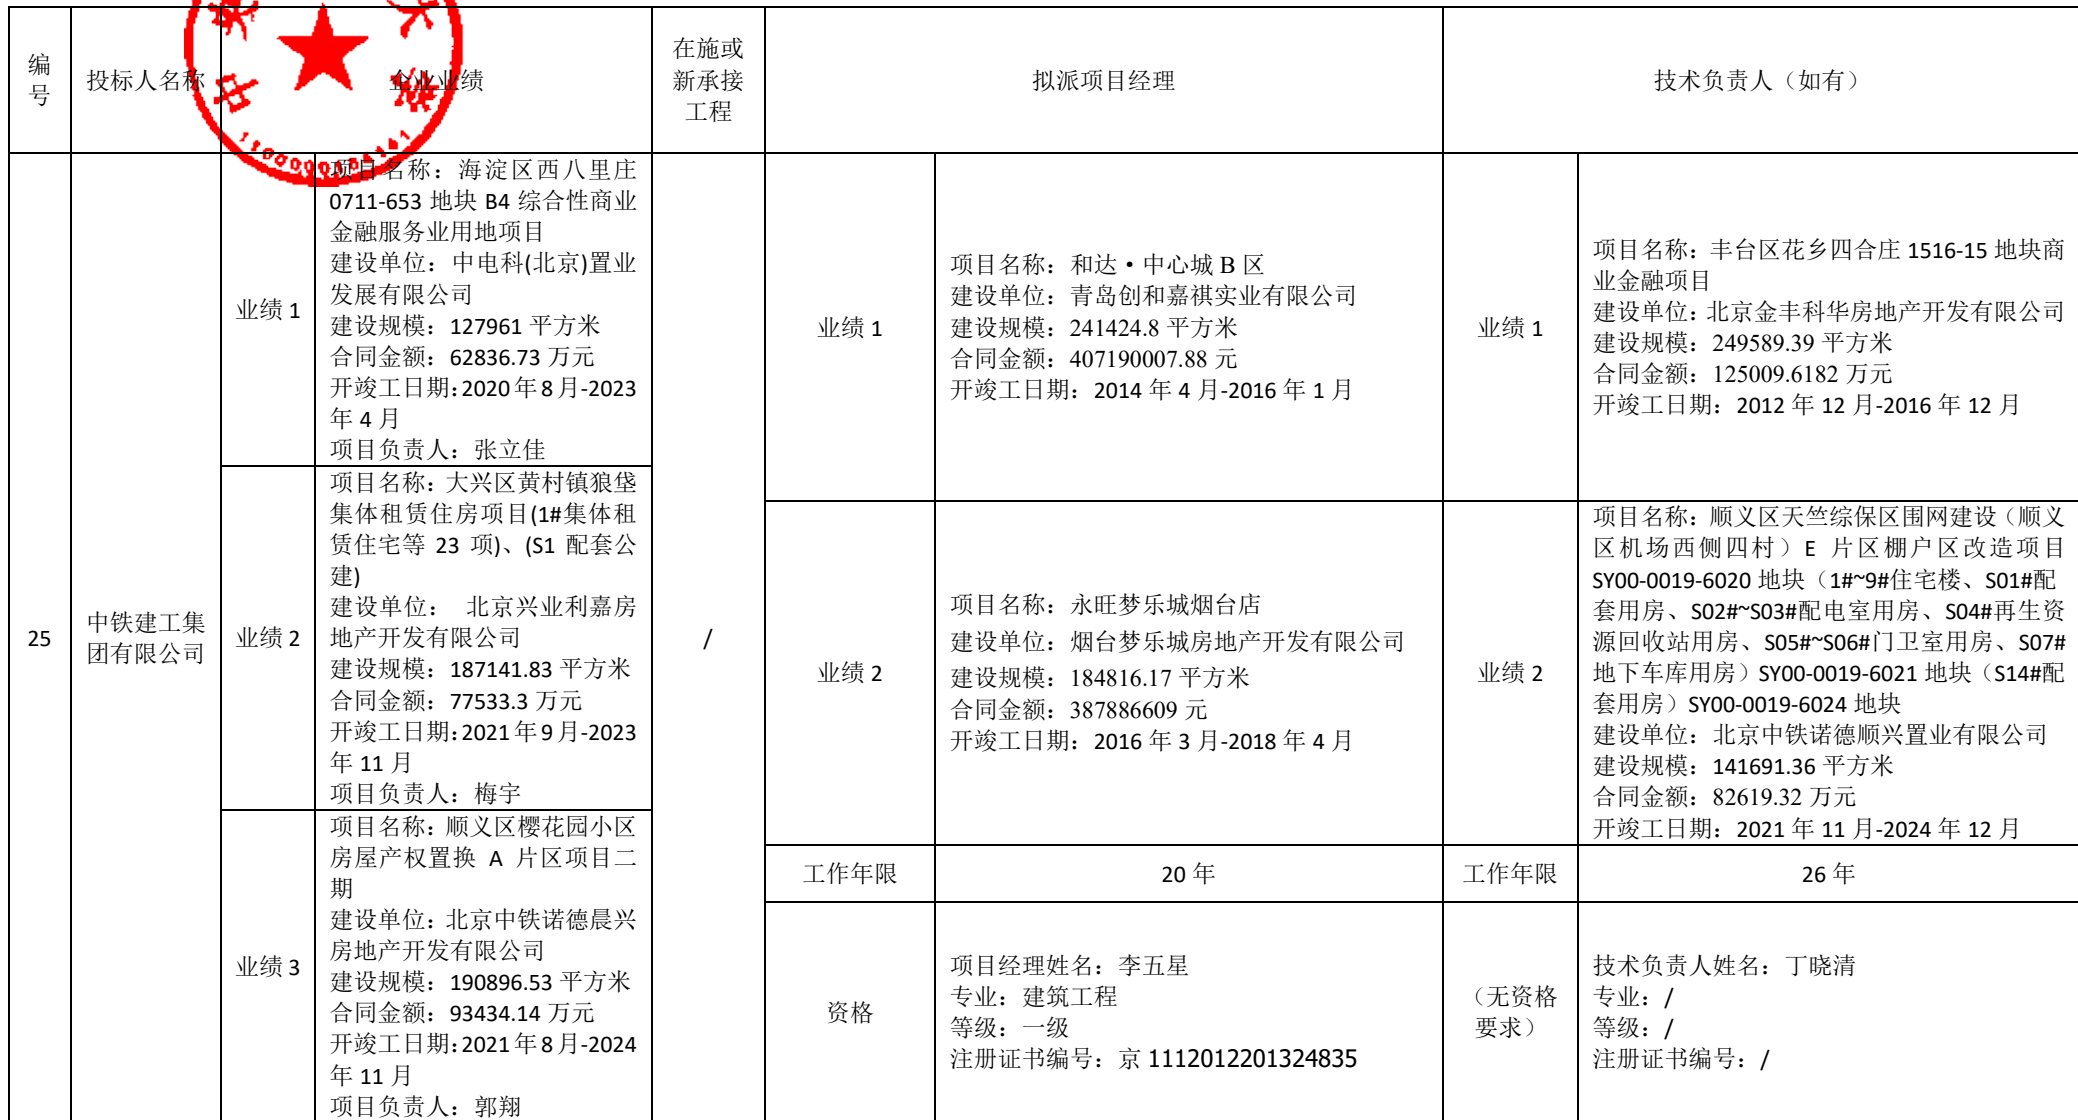 编号
投标人名称
企业业绩
在施或新承接工程
拟派项目经理
技术负责人（如有）
25
中铁建工集
团有限公司
业绩 1
项目名称：海淀区西八里庄
0711-653 地块 B4 综合性商业
金融服务业用地项目
建设单位：中电科(北京)置业
发展有限公司
建设规模：127961 平方米
合同金额：62836.73 万元
开竣工日期：2020 年 8 月-2023
年 4 月
项目负责人：张立佳
业绩 2
项目名称：大兴区黄村镇狼垡
集体租赁住房项目(1#集体租
赁住宅等 23 项)、(S1 配套公
建)
建设单位： 北京兴业利嘉房
地产开发有限公司
建设规模：187141.83 平方米
合同金额：77533.3 万元
开竣工日期：2021 年 9 月-2023
年 11 月
项目负责人：梅宇
业绩 3
项目名称：顺义区樱花园小区
房屋产权置换 A 片区项目二
期
建设单位：北京中铁诺德晨兴
房地产开发有限公司
建设规模：190896.53 平方米
合同金额：93434.14 万元
开竣工日期：2021 年 8 月-2024
年 11 月
项目负责人：郭翔
/
业绩 1
项目名称：和达·中心城 B 区
建设单位：青岛创和嘉祺实业有限公司
建设规模：241424.8 平方米
合同金额：407190007.88 元
开竣工日期：2014 年 4 月-2016 年 1 月
业绩 2
项目名称：永旺梦乐城烟台店
建设单位：烟台梦乐城房地产开发有限公司
建设规模：184816.17 平方米
合同金额：387886609 元
开竣工日期：2016 年 3 月-2018 年 4 月
工作年限
20 年
资格
项目经理姓名：李五星
专业：建筑工程
等级：一级
注册证书编号：京 1112012201324835
业绩 1
项目名称：丰台区花乡四合庄 1516-15 地块商
业金融项目
建设单位：北京金丰科华房地产开发有限公司
建设规模：249589.39 平方米
合同金额：125009.6182 万元
开竣工日期：2012 年 12 月-2016 年 12 月
业绩 2
项目名称：顺义区天竺综保区围网建设（顺义
区机场西侧四村）E 片区棚户区改造项目
SY00-0019-6020 地块（1#~9#住宅楼、S01#配
套用房、S02#~S03#配电室用房、S04#再生资
源回收站用房、S05#~S06#门卫室用房、S07#
地下车库用房）SY00-0019-6021 地块（S14#配
套用房）SY00-0019-6024 地块
建设单位：北京中铁诺德顺兴置业有限公司
建设规模：141691.36 平方米
合同金额：82619.32 万元
开竣工日期：2021 年 11 月-2024 年 12 月
工作年限
26 年
（无资格
要求）
技术负责人姓名：丁晓清
专业：/
等级：/
注册证书编号：/